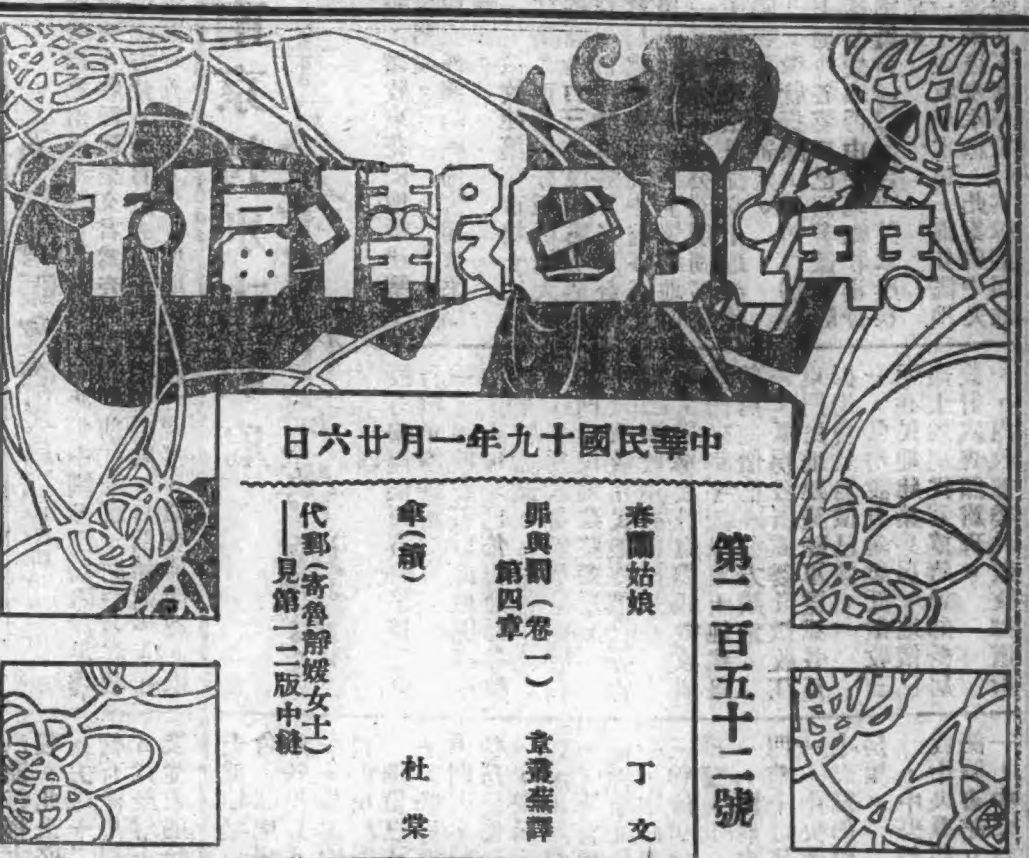 華北日報副刊
中華民國十九年一月廿六日
第二百五十二號
春蘭姑娘 丁文
罪與罰（卷一） 韋叢蕪譯
第四章
傘（續） 杜棠
代郵（寄魯靜媛女士）
——見第一二版中縫